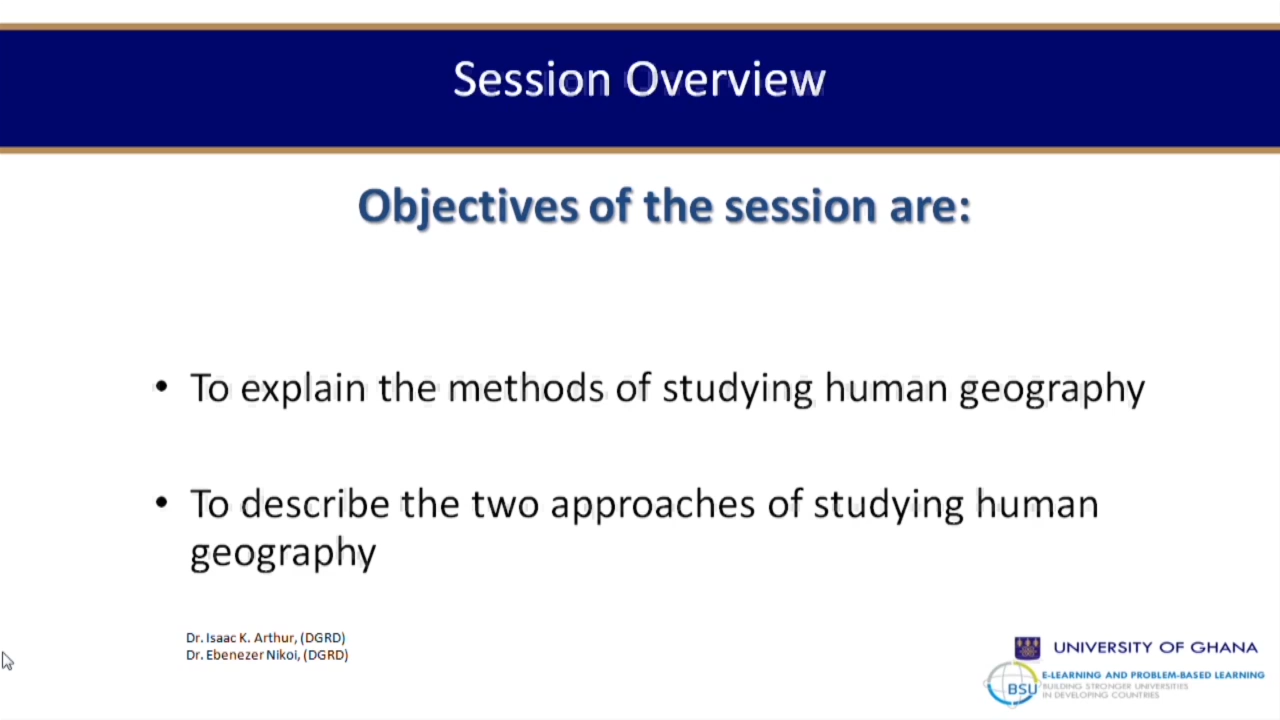 Session Overview
Objectives of the session are:
• To explain the methods of studying human geography
• To describe the two approaches of studying human
geography
Dr. Isaac K. Arthur, (DGRD)
Dr. Ebenezer Nikoi, (DGRD)
UNIVERSITY OF GHANA
BSU
E-LEARNING AND PROBLEM-BASED LEARNING
BUILDING STRONGER UNIVERSITIES
IN DEVELOPING COUNTRIES